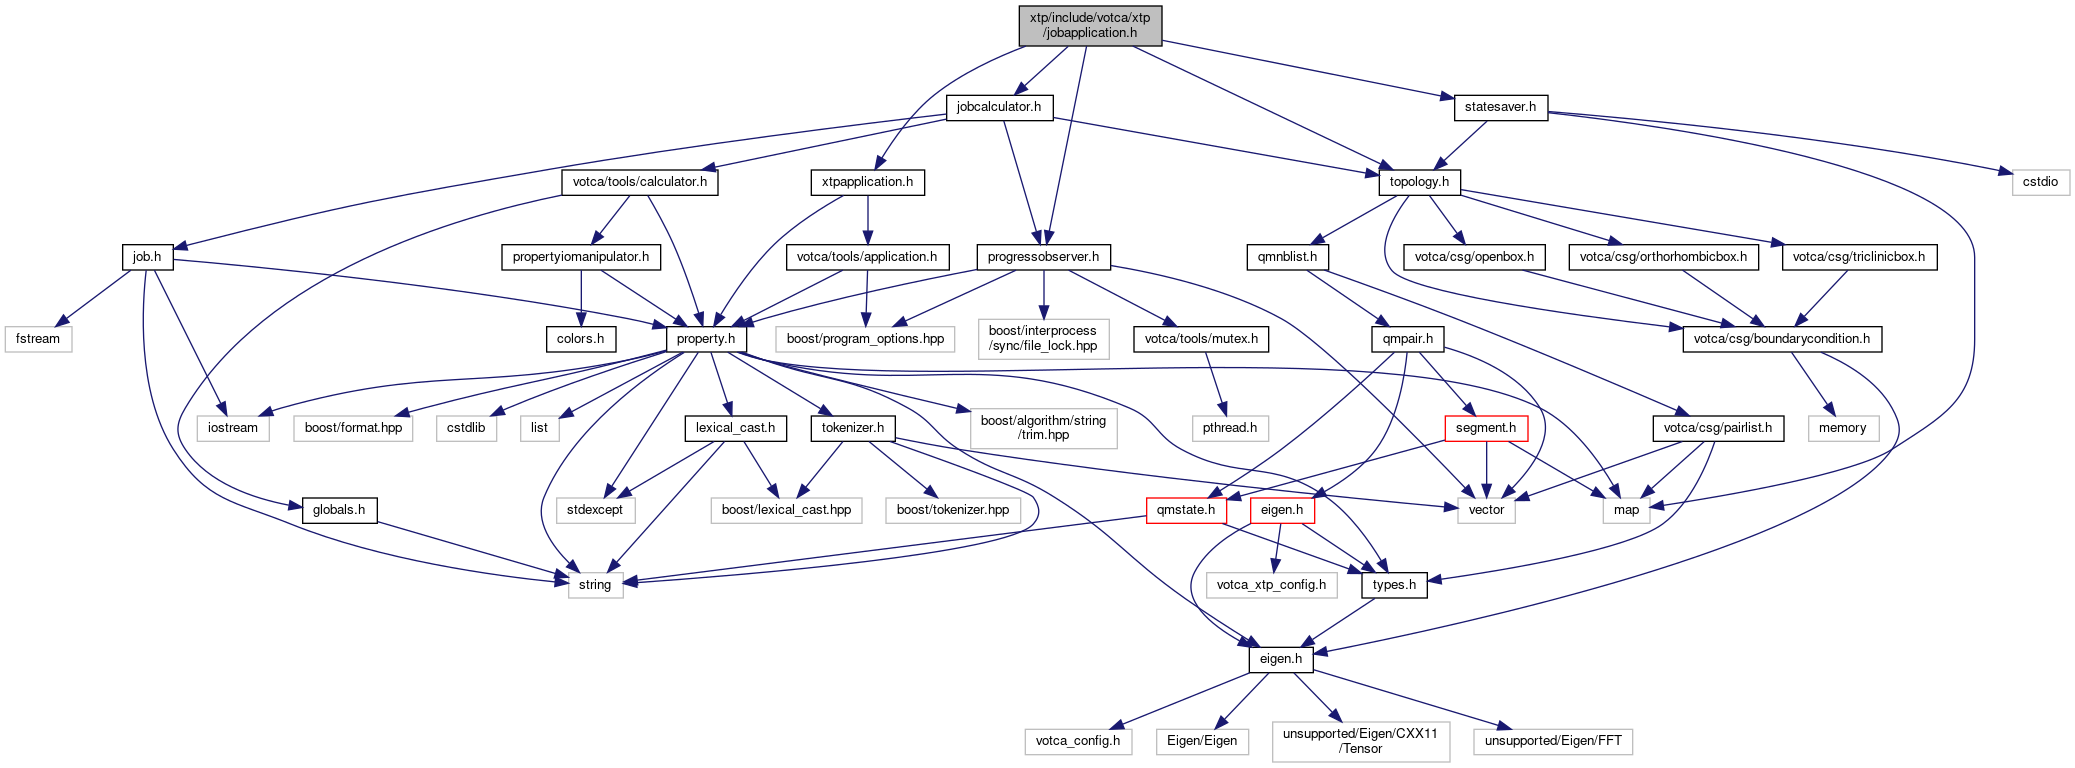 xtp/include/votca/xtp
/jobapplication.h
jobcalculator.h
statesaver.h
votca/tools/calculator.h
xtpapplication.h
topology.h
cstdio
job.h
propertyiomanipulator.h
votca/tools/application.h
progressobserver.h
qmnblist.h
votca/csg/openbox.h
votca/csg/orthorhombicbox.h
votca/csg/triclinicbox.h
fstream
colors.h
property.h
boost/program_options.hpp
boost/interprocess
/sync/file_lock.hpp
votca/tools/mutex.h
qmpair.h
votca/csg/boundarycondition.h
iostream
boost/format.hpp
cstdlib
list
lexical_cast.h
tokenizer.h
boost/algorithm/string
/trim.hpp
pthread.h
segment.h
votca/csg/pairlist.h
memory
globals.h
stdexcept
boost/lexical_cast.hpp
boost/tokenizer.hpp
qmstate.h
eigen.h
vector
map
string
votca_xtp_config.h
types.h
eigen.h
votca_config.h
Eigen/Eigen
unsupported/Eigen/CXX11
/Tensor
unsupported/Eigen/FFT